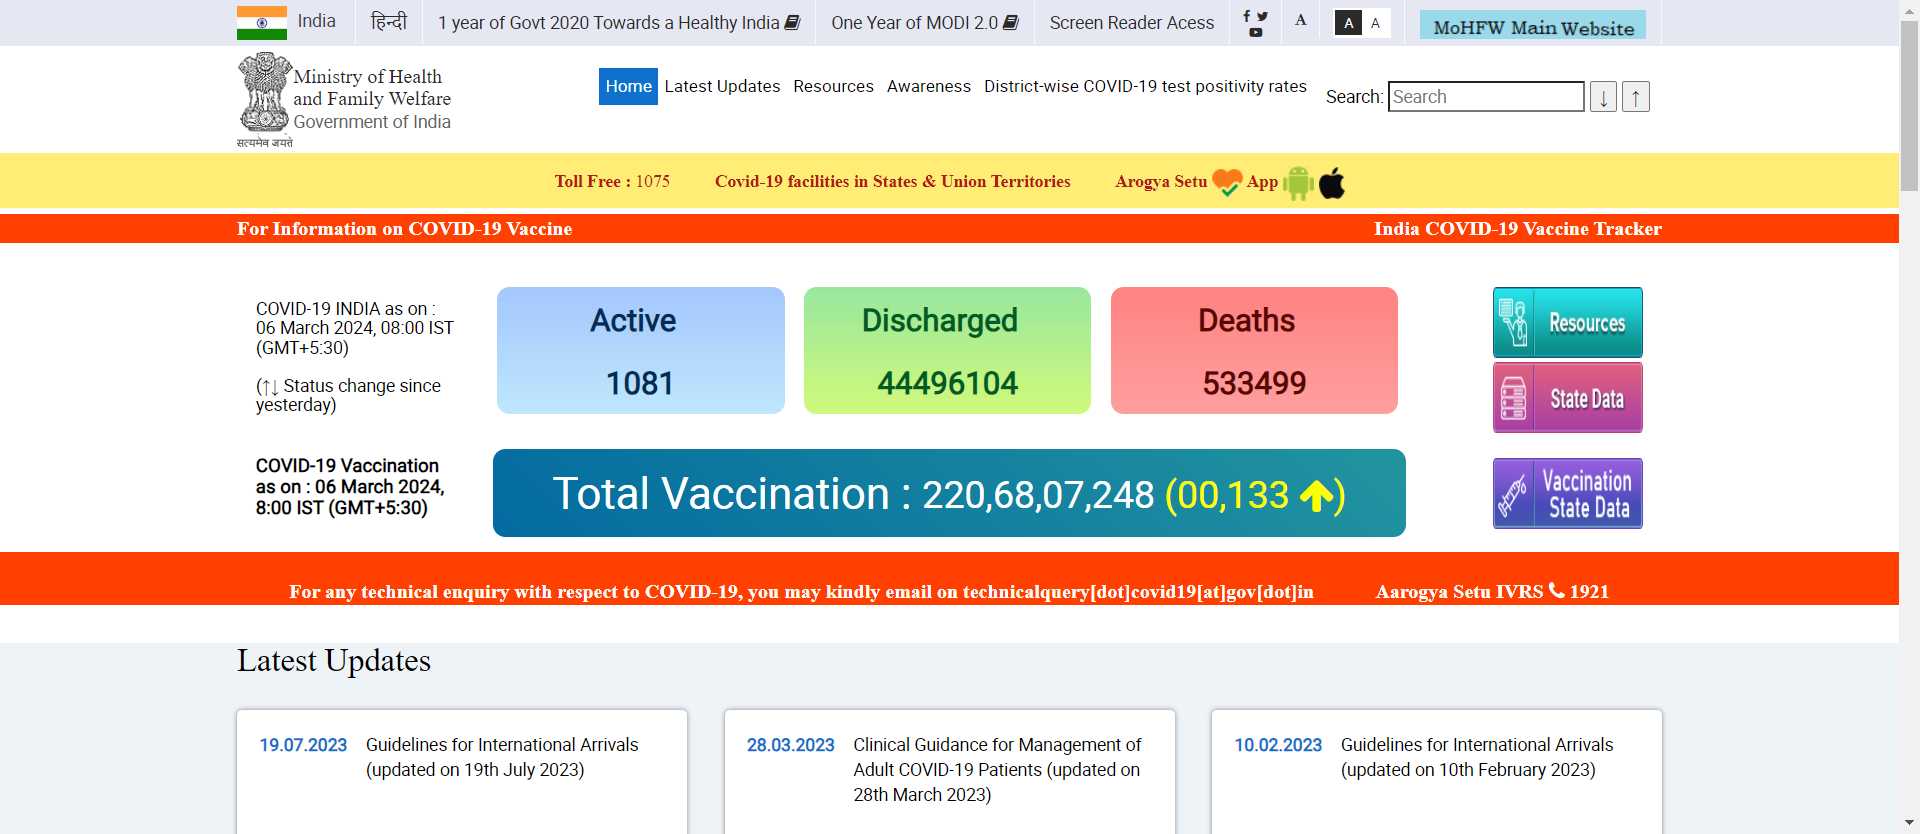 India
हिन्दी
1 year of Govt 2020 Towards a Healthy India
One Year of MODI 2.0
Screen Reader Acess
A
A
A
MoHFW Main Website
Ministry of Health
and Family Welfare
Government of India
सत्यमेव जयते
Home
Latest Updates
Resources
Awareness
District-wise COVID-19 test positivity rates
Search:
Search
↓
↑
Toll Free : 1075
Covid-19 facilities in States & Union Territories
Arogya Setu App
For Information on COVID-19 Vaccine
India COVID-19 Vaccine Tracker
COVID-19 INDIA as on :
06 March 2024, 08:00 IST
(GMT+5:30)
(↑↓ Status change since
yesterday)
Active
1081
Discharged
44496104
Deaths
533499
Resources
State Data
COVID-19 Vaccination
as on : 06 March 2024,
8:00 IST (GMT+5:30)
Total Vaccination : 220,68,07,248 (00,133 ↑)
Vaccination
State Data
For any technical enquiry with respect to COVID-19, you may kindly email on technicalquery[dot]covid19[at]gov[dot]in
Aarogya Setu IVRS 1921
Latest Updates
19.07.2023
Guidelines for International Arrivals
(updated on 19th July 2023)
28.03.2023
Clinical Guidance for Management of
Adult COVID-19 Patients (updated on
28th March 2023)
10.02.2023
Guidelines for International Arrivals
(updated on 10th February 2023)